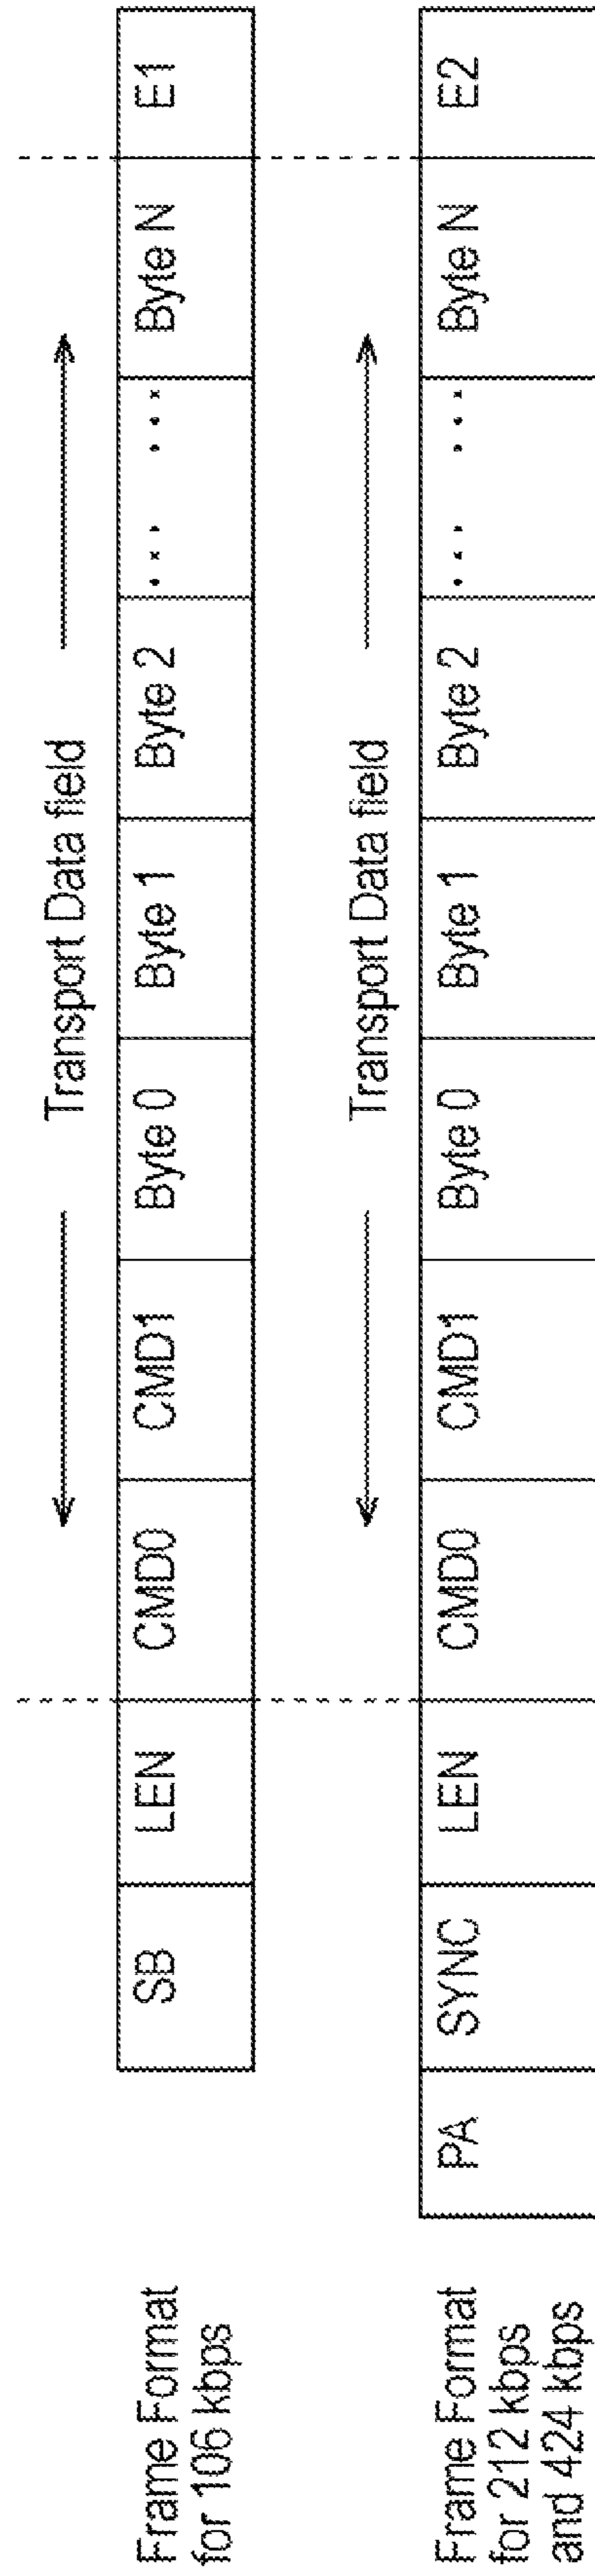 Transport Data field
Frame Format
for 106 kbps
SB LEN CMD0 CMD1 Byte 0 Byte 1 Byte 2 ... ... Byte N E1
Transport Data field
Frame Format
for 212 kbps
and 424 kbps
PA SYNC LEN CMD0 CMD1 Byte 0 Byte 1 Byte 2 ... ... Byte N E2